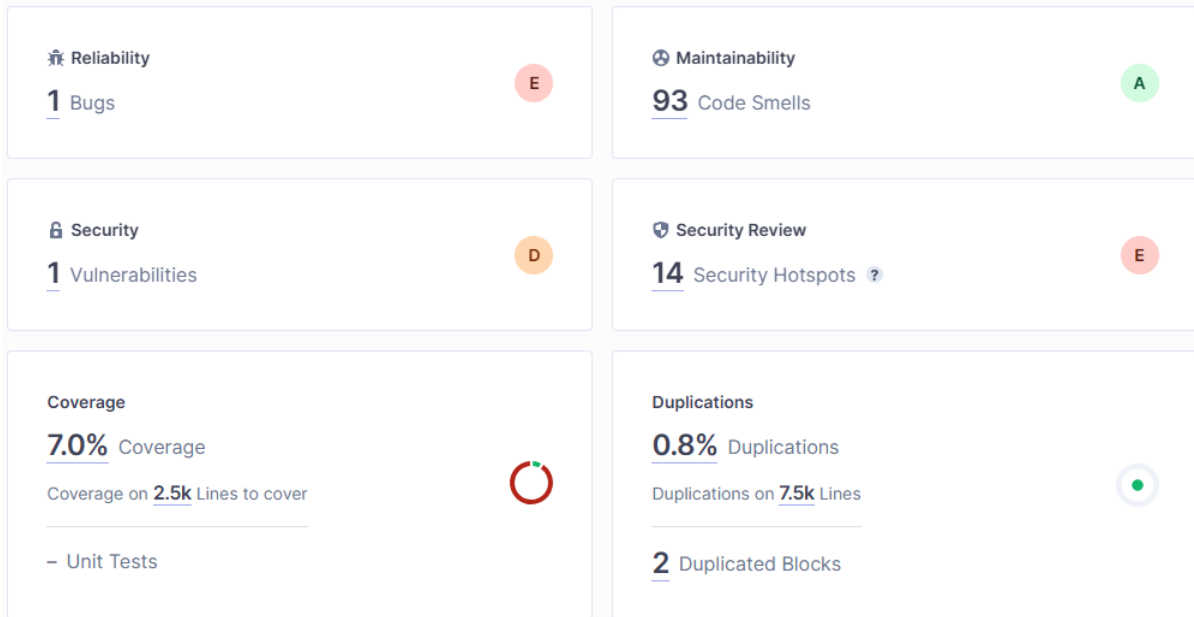 Reliability
1 Bugs
E
Maintainability
93 Code Smells
A
Security
1 Vulnerabilities
D
Security Review
14 Security Hotspots ?
E
Coverage
7.0% Coverage
Coverage on 2.5k Lines to cover
– Unit Tests
Duplications
0.8% Duplications
Duplications on 7.5k Lines
2 Duplicated Blocks